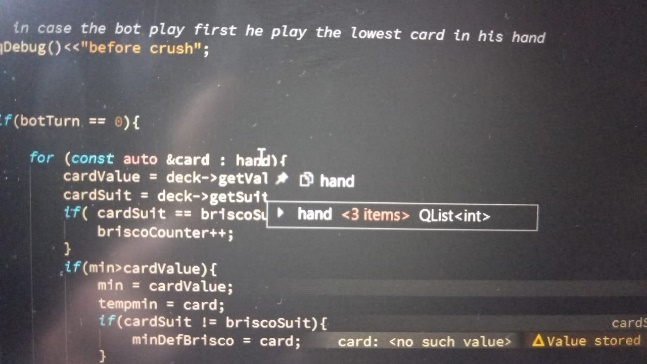 in case the bot play first he play the lowest card in his hand
qDebug()<<"before crush";
if(botTurn == 0){
for (const auto &card : hand){
cardValue = deck->getVal
hand
cardSuit = deck->getSuit
if( cardSuit == briscoSu
hand <3 items> QList<int>
briscoCounter++;
}
if(min>cardValue){
min = cardValue;
tempmin = card;
cardS
if(cardSuit != briscoSuit){
minDefBrisco = card; card: <no such value> Value stored
}